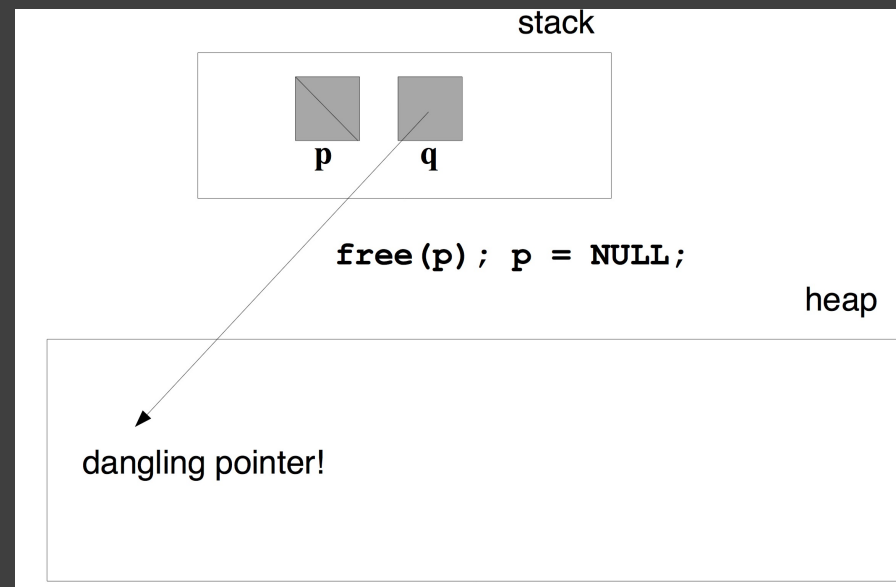 stack
p q
free(p); p = NULL;
heap
dangling pointer!